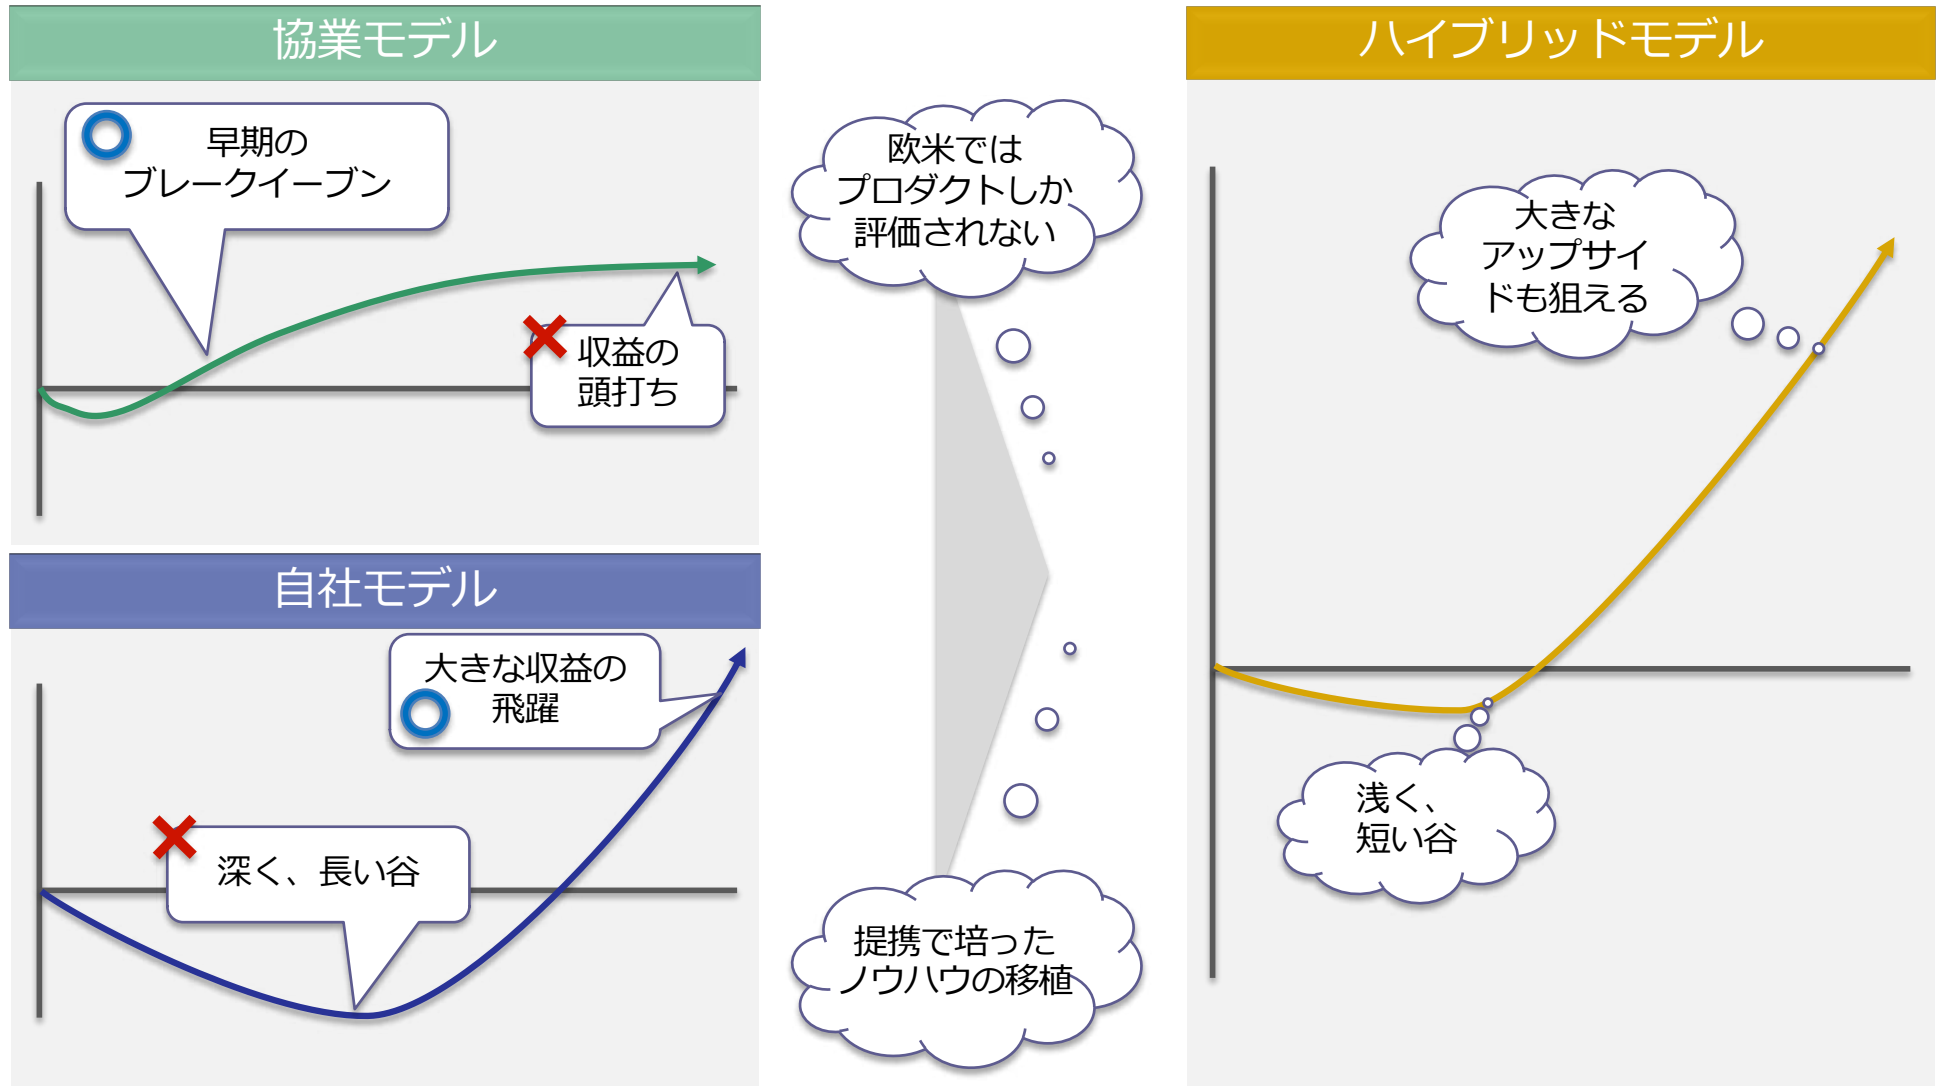 協業モデル
早期の
ブレークイーブン
収益の
頭打ち
自社モデル
大きな収益の
飛躍
深く、長い谷
欧米では
プロダクトしか
評価されない
提携で培った
ノウハウの移植
ハイブリッドモデル
大きな
アップサイ
ドも狙える
浅く、
短い谷